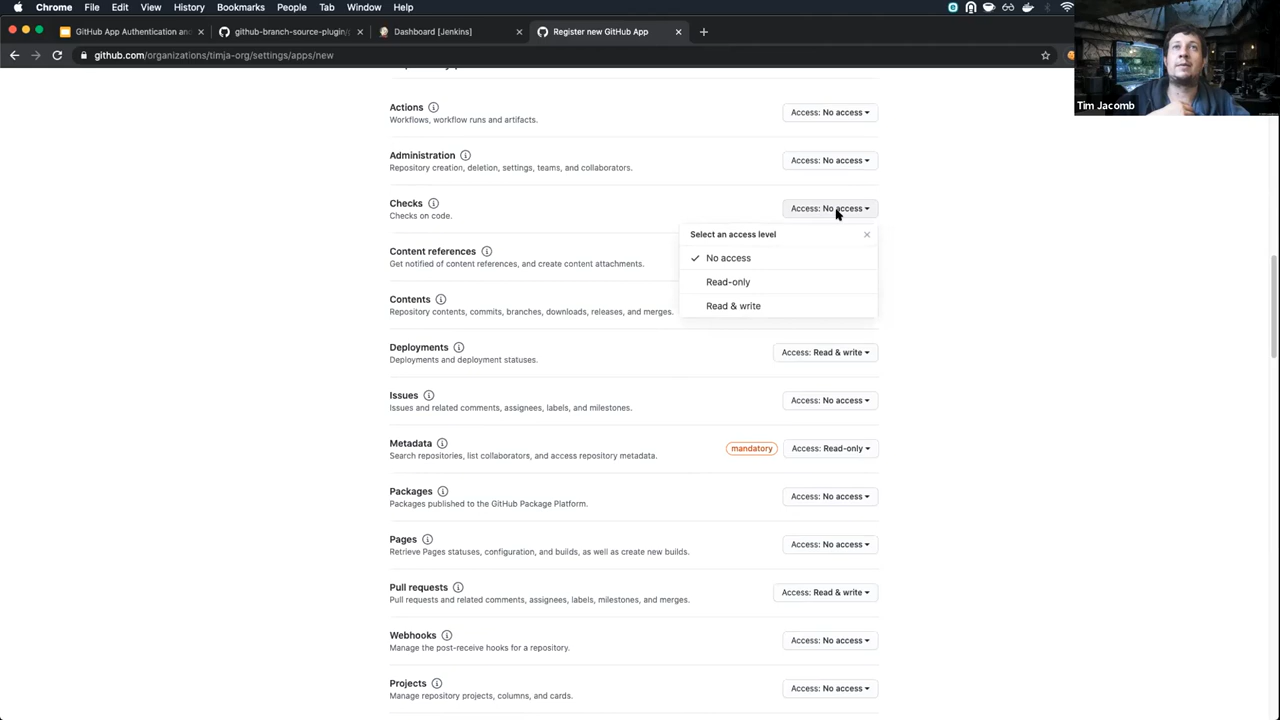 Chrome File Edit View History Bookmarks People Tab Window Help
GitHub App Authentication and
github-branch-source-plugin/
Dashboard [Jenkins]
Register new GitHub App
github.com/organizations/timja-org/settings/apps/new
Tim Jacomb
Actions
Workflows, workflow runs and artifacts.
Access: No access
Administration
Repository creation, deletion, settings, teams, and collaborators.
Access: No access
Checks
Checks on code.
Access: No access
Select an access level
No access
Read-only
Read & write
Content references
Get notified of content references, and create content attachments.
Contents
Repository contents, commits, branches, downloads, releases, and merges.
Deployments
Deployments and deployment statuses.
Access: Read & write
Issues
Issues and related comments, assignees, labels, and milestones.
Access: No access
Metadata
Search repositories, list collaborators, and access repository metadata.
mandatory
Access: Read-only
Packages
Packages published to the GitHub Package Platform.
Access: No access
Pages
Retrieve Pages statuses, configuration, and builds, as well as create new builds.
Access: No access
Pull requests
Pull requests and related comments, assignees, labels, milestones, and merges.
Access: Read & write
Webhooks
Manage the post-receive hooks for a repository.
Access: No access
Projects
Manage repository projects, columns, and cards.
Access: No access